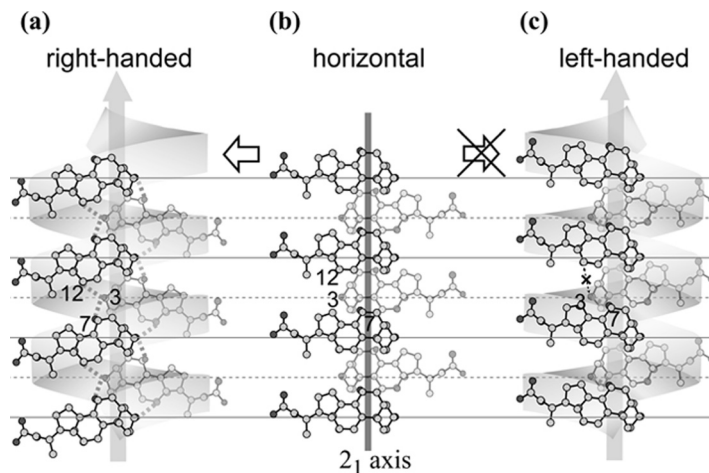 (a)
right-handed
(b)
horizontal
(c)
left-handed
12
3
7
12
3
7
3
7
2₁ axis